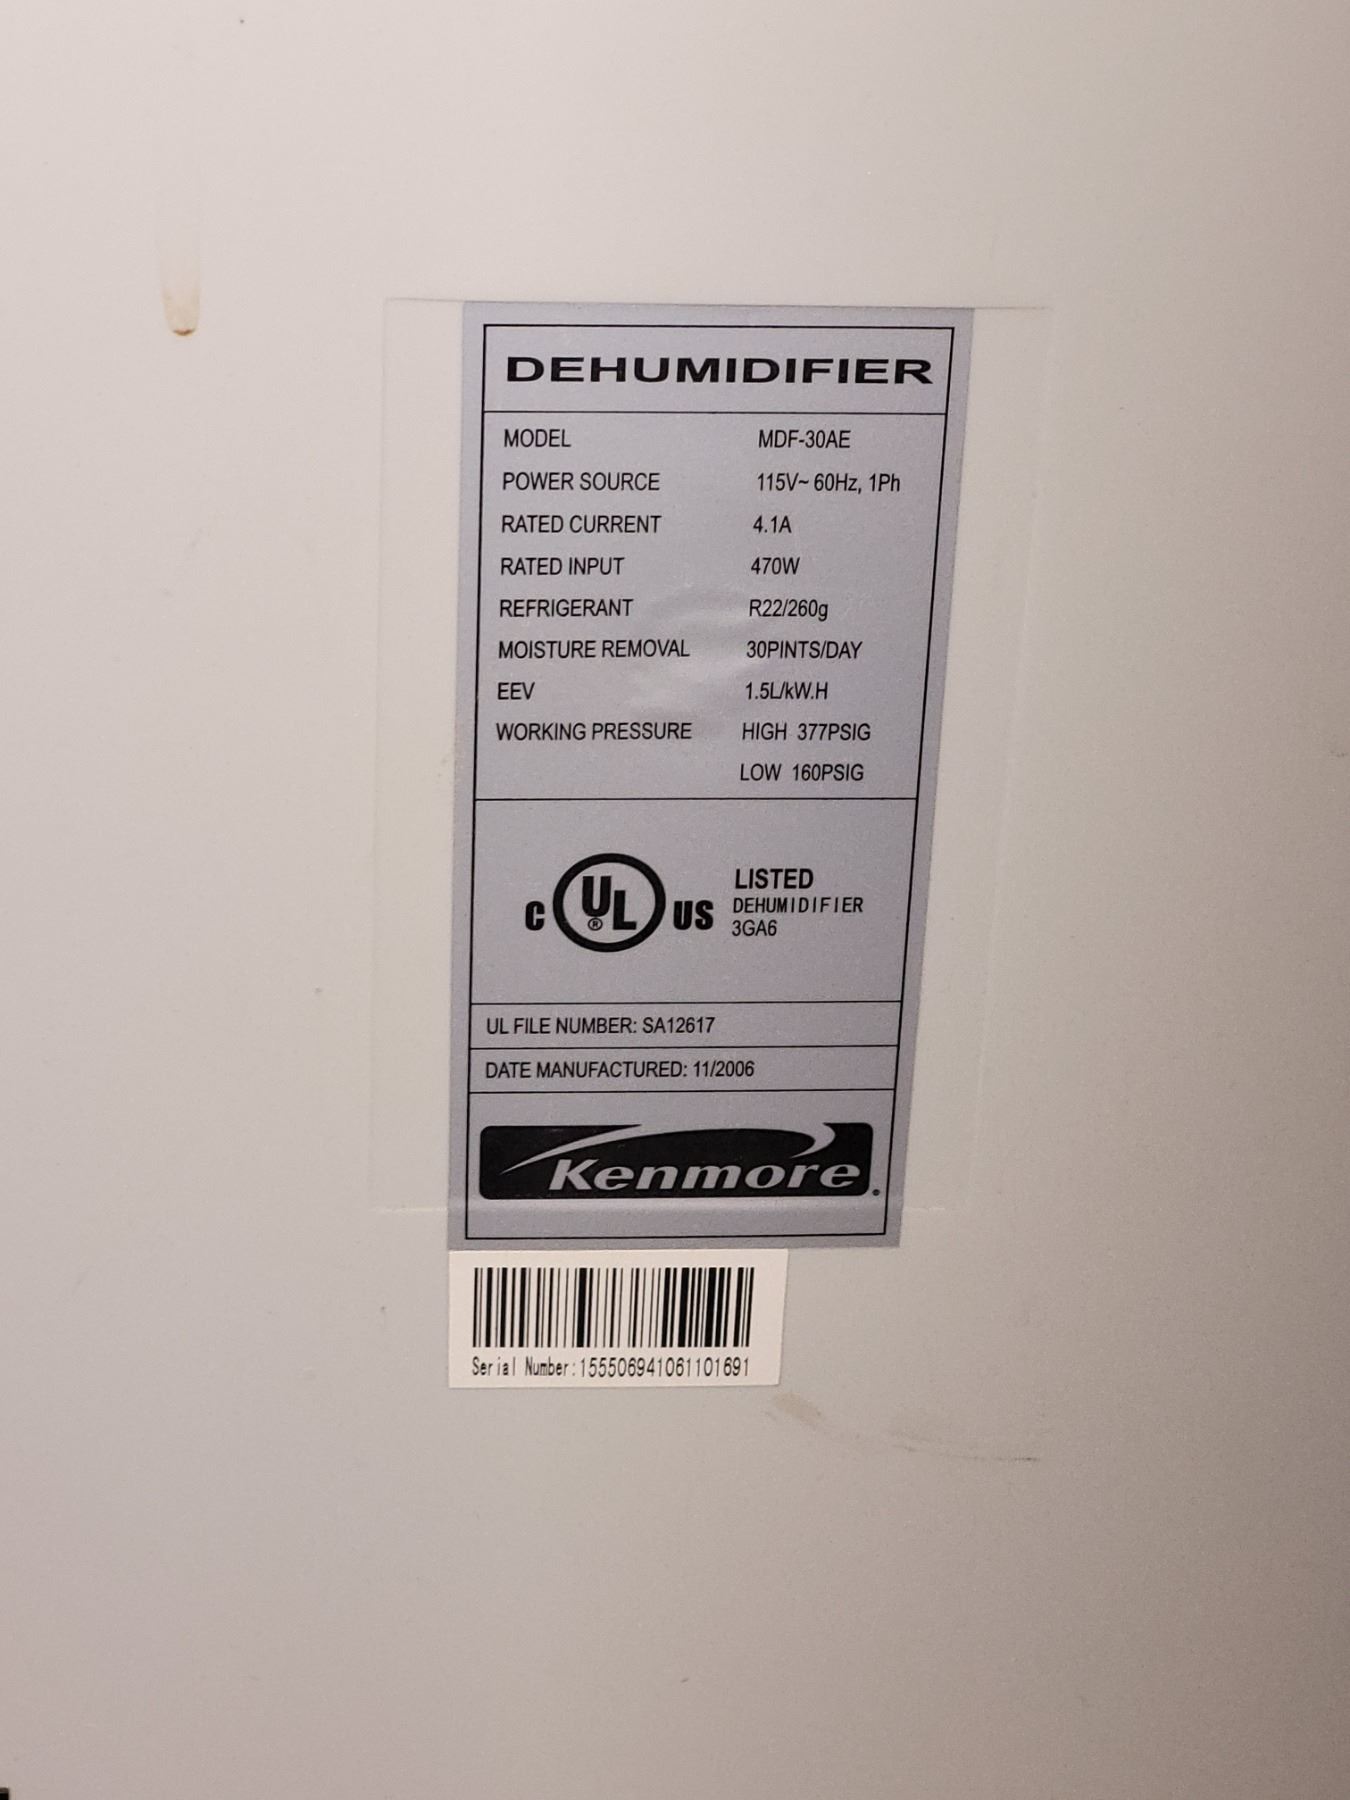 DEHUMIDIFIER
MODEL MDF-30AE
POWER SOURCE 115V~ 60Hz, 1Ph
RATED CURRENT 4.1A
RATED INPUT 470W
REFRIGERANT R22/260g
MOISTURE REMOVAL 30PINTS/DAY
EEV 1.5L/kW.H
WORKING PRESSURE HIGH 377PSIG
LOW 160PSIG
C UL ® US LISTED
DEHUMIDIFIER
3GA6
UL FILE NUMBER: SA12617
DATE MANUFACTURED: 11/2006
Kenmore®
Serial Number:155506941061101691